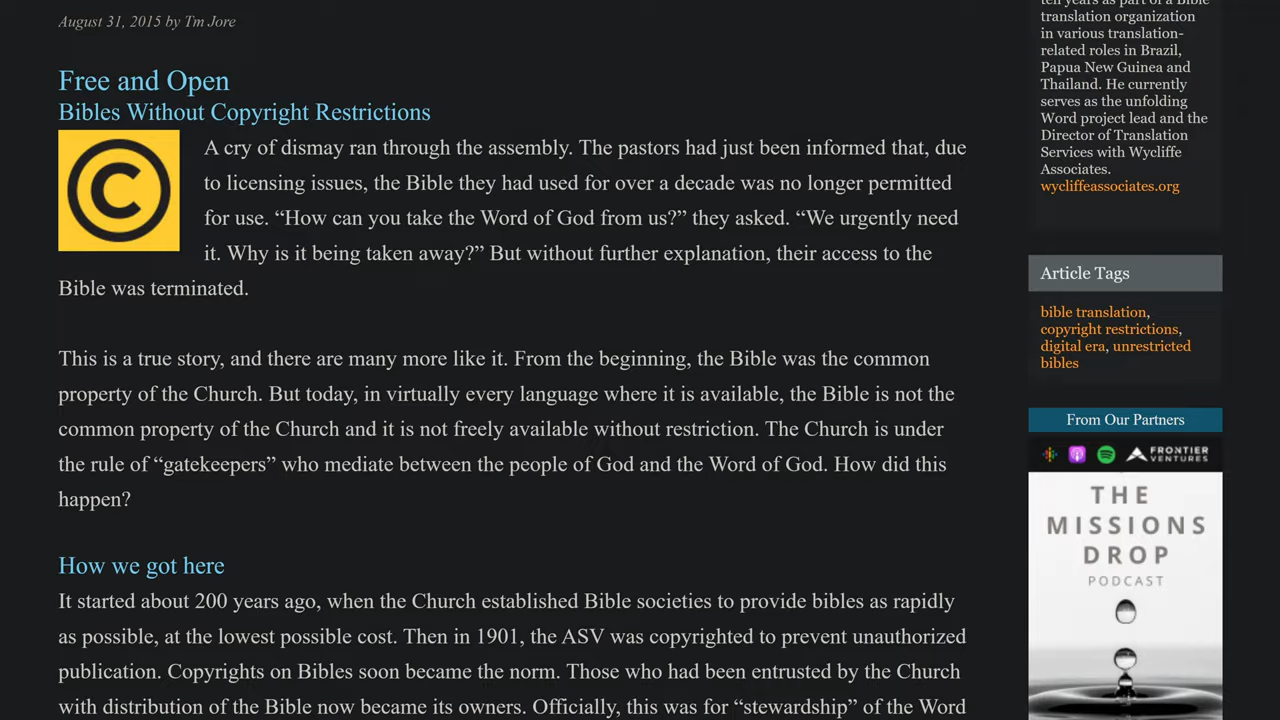 August 31, 2015 by Tm Jore
Free and Open
Bibles Without Copyright Restrictions
A cry of dismay ran through the assembly. The pastors had just been informed that, due
to licensing issues, the Bible they had used for over a decade was no longer permitted
for use. “How can you take the Word of God from us?” they asked. “We urgently need
it. Why is it being taken away?” But without further explanation, their access to the
Bible was terminated.
This is a true story, and there are many more like it. From the beginning, the Bible was the common
property of the Church. But today, in virtually every language where it is available, the Bible is not the
common property of the Church and it is not freely available without restriction. The Church is under
the rule of “gatekeepers” who mediate between the people of God and the Word of God. How did this
happen?
How we got here
It started about 200 years ago, when the Church established Bible societies to provide bibles as rapidly
as possible, at the lowest possible cost. Then in 1901, the ASV was copyrighted to prevent unauthorized
publication. Copyrights on Bibles soon became the norm. Those who had been entrusted by the Church
with distribution of the Bible now became its owners. Officially, this was for “stewardship” of the Word
ten years as part of a Bible
translation organization
in various translation-
related roles in Brazil,
Papua New Guinea and
Thailand. He currently
serves as the unfolding
Word project lead and the
Director of Translation
Services with Wycliffe
Associates.
wycliffeassociates.org
Article Tags
bible translation,
copyright restrictions,
digital era, unrestricted
bibles
From Our Partners
FRONTIER
VENTURES
THE
MISSIONS
DROP
PODCAST